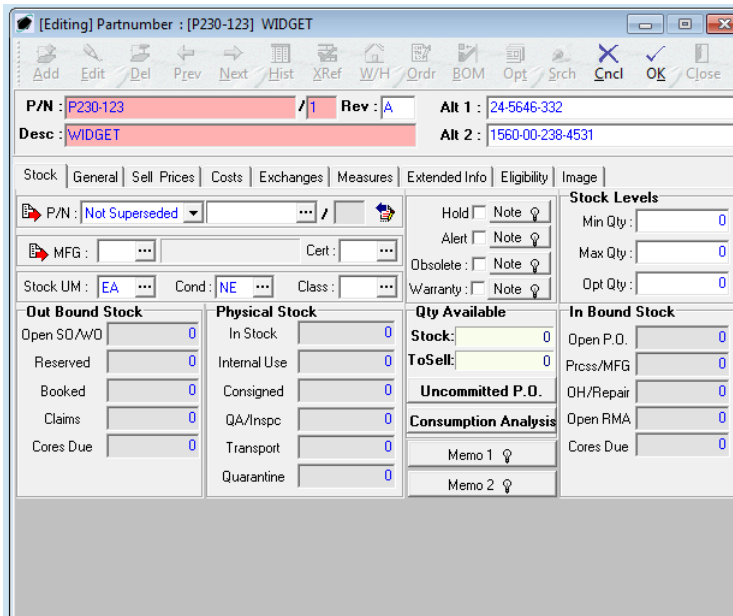 [Editing] Partnumber : [P230-123] WIDGET
Add Edit Del Prev Next Hist XRef W/H Ordr BOM Opt Srch Cncl OK Close
P/N : P230-123 / 1 Rev : A Alt 1 : 24-5646-332
Desc : WIDGET Alt 2 : 1560-00-238-4531
Stock General Sell Prices Costs Exchanges Measures Extended Info Eligibility Image
P/N : Not Superseded ... / Hold Note Stock Levels
Min Qty : 0
MFG : ... Cert : ... Alert Note Max Qty : 0
Obsolete : Note
Stock UM : EA ... Cond : NE ... Class : ... Warranty : Note Opt Qty : 0
Out Bound Stock Physical Stock Qty Available In Bound Stock
Open SO/WO 0 In Stock 0 Stock: 0 Open P.O. 0
Reserved 0 Internal Use 0 ToSell: 0 Prcss/MFG 0
Booked 0 Consigned 0 Uncommitted P.O. OH/Repair 0
Claims 0 QA/Inspc 0 Consumption Analysis Open RMA 0
Cores Due 0 Transport 0 Memo 1 Cores Due 0
Quarantine 0 Memo 2